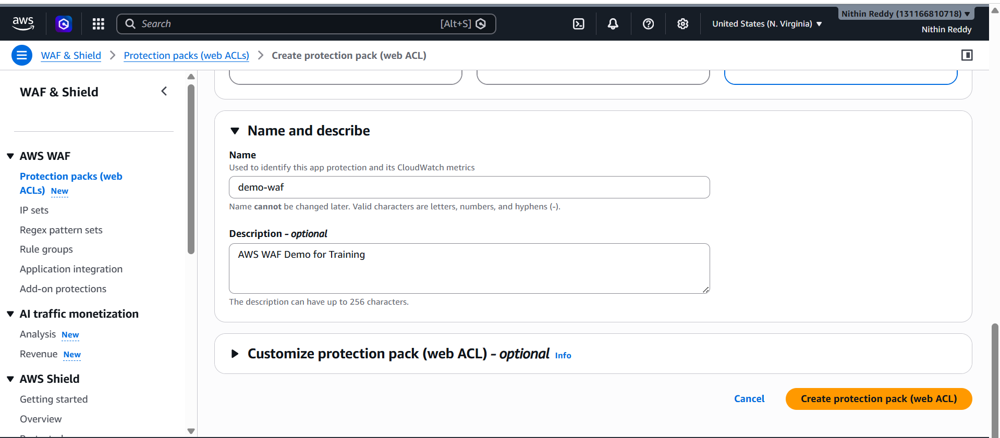 aws
Search
[Alt+S]
United States (N. Virginia)
Nithin Reddy (131166810718)
Nithin Reddy
WAF & Shield
Protection packs (web ACLs)
Create protection pack (web ACL)
WAF & Shield
AWS WAF
Protection packs (web
ACLs) New
IP sets
Regex pattern sets
Rule groups
Application integration
Add-on protections
AI traffic monetization
Analysis New
Revenue New
AWS Shield
Getting started
Overview
Name and describe
Name
Used to identify this app protection and its CloudWatch metrics
demo-waf
Name cannot be changed later. Valid characters are letters, numbers, and hyphens (-).
Description - optional
AWS WAF Demo for Training
The description can have up to 256 characters.
Customize protection pack (web ACL) - optional Info
Cancel
Create protection pack (web ACL)